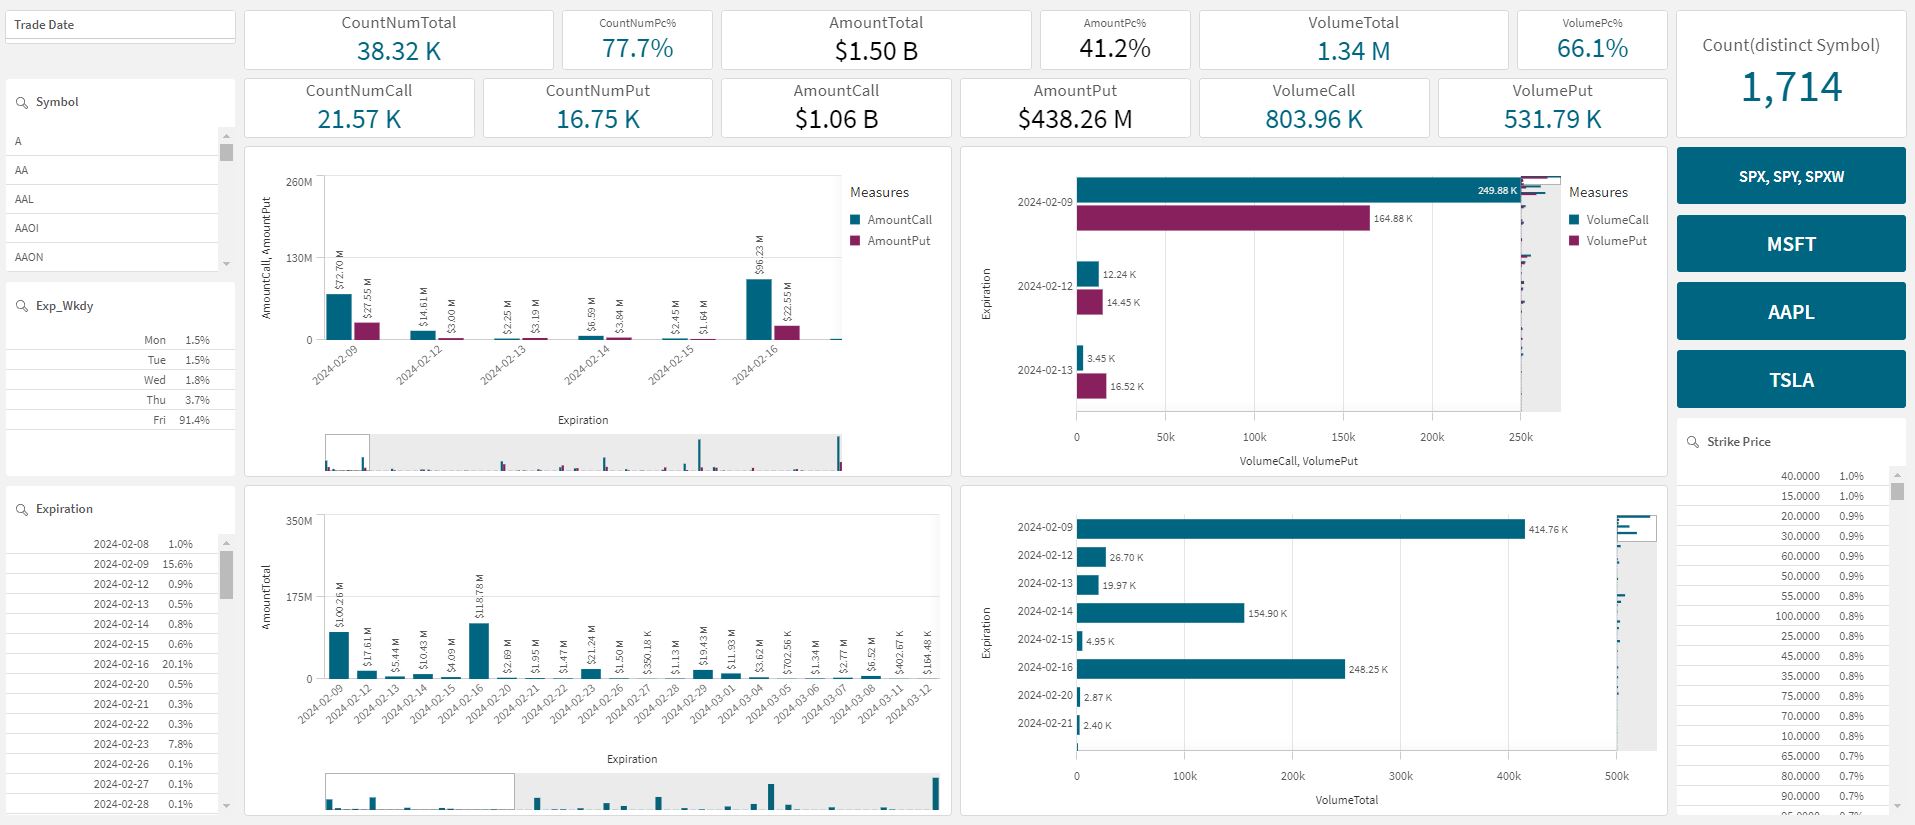 Trade Date
CountNumTotal
38.32 K
CountNumPc%
77.7%
AmountTotal
$1.50 B
AmountPc%
41.2%
VolumeTotal
1.34 M
VolumePc%
66.1%
Count(distinct Symbol)
1,714
CountNumCall
21.57 K
CountNumPut
16.75 K
AmountCall
$1.06 B
AmountPut
$438.26 M
VolumeCall
803.96 K
VolumePut
531.79 K
Symbol
A
AA
AAL
AAOI
AAON
Exp_Wkdy
Mon 1.5%
Tue 1.5%
Wed 1.8%
Thu 3.7%
Fri 91.4%
Expiration
2024-02-08 1.0%
2024-02-09 15.6%
2024-02-12 0.9%
2024-02-13 0.5%
2024-02-14 0.8%
2024-02-15 0.6%
2024-02-16 20.1%
2024-02-20 0.5%
2024-02-21 0.3%
2024-02-22 0.3%
2024-02-23 7.8%
2024-02-26 0.1%
2024-02-27 0.1%
2024-02-28 0.1%
AmountCall, AmountPut
260M
130M
0
$72.70 M
$27.55 M
$14.61 M
$3.00 M
$2.25 M
$3.19 M
$6.59 M
$3.84 M
$2.45 M
$1.64 M
$96.23 M
$22.55 M
2024-02-09
2024-02-12
2024-02-13
2024-02-14
2024-02-15
2024-02-16
Expiration
Measures
AmountCall
AmountPut
Expiration
2024-02-09
249.88 K
164.88 K
2024-02-12
12.24 K
14.45 K
2024-02-13
3.45 K
16.52 K
0 50k 100k 150k 200k 250k
VolumeCall, VolumePut
Measures
VolumeCall
VolumePut
AmountTotal
350M
175M
0
$100.26 M
$17.61 M
$5.44 M
$10.43 M
$4.09 M
$118.78 M
$2.69 M
$1.95 M
$1.47 M
$21.24 M
$1.50 M
$350.18 K
$1.13 M
$19.43 M
$11.93 M
$3.62 M
$702.56 K
$1.34 M
$2.77 M
$6.52 M
$402.67 K
$164.48 K
2024-02-09
2024-02-12
2024-02-13
2024-02-14
2024-02-15
2024-02-16
2024-02-20
2024-02-21
2024-02-22
2024-02-23
2024-02-26
2024-02-27
2024-02-28
2024-02-29
2024-03-01
2024-03-04
2024-03-05
2024-03-06
2024-03-07
2024-03-08
2024-03-11
2024-03-12
Expiration
Expiration
2024-02-09 414.76 K
2024-02-12 26.70 K
2024-02-13 19.97 K
2024-02-14 154.90 K
2024-02-15 4.95 K
2024-02-16 248.25 K
2024-02-20 2.87 K
2024-02-21 2.40 K
0 100k 200k 300k 400k 500k
VolumeTotal
SPX, SPY, SPXW
MSFT
AAPL
TSLA
Strike Price
40.0000 1.0%
15.0000 1.0%
20.0000 0.9%
30.0000 0.9%
60.0000 0.9%
50.0000 0.9%
55.0000 0.8%
100.0000 0.8%
25.0000 0.8%
45.0000 0.8%
35.0000 0.8%
75.0000 0.8%
70.0000 0.8%
10.0000 0.8%
65.0000 0.7%
80.0000 0.7%
90.0000 0.7%